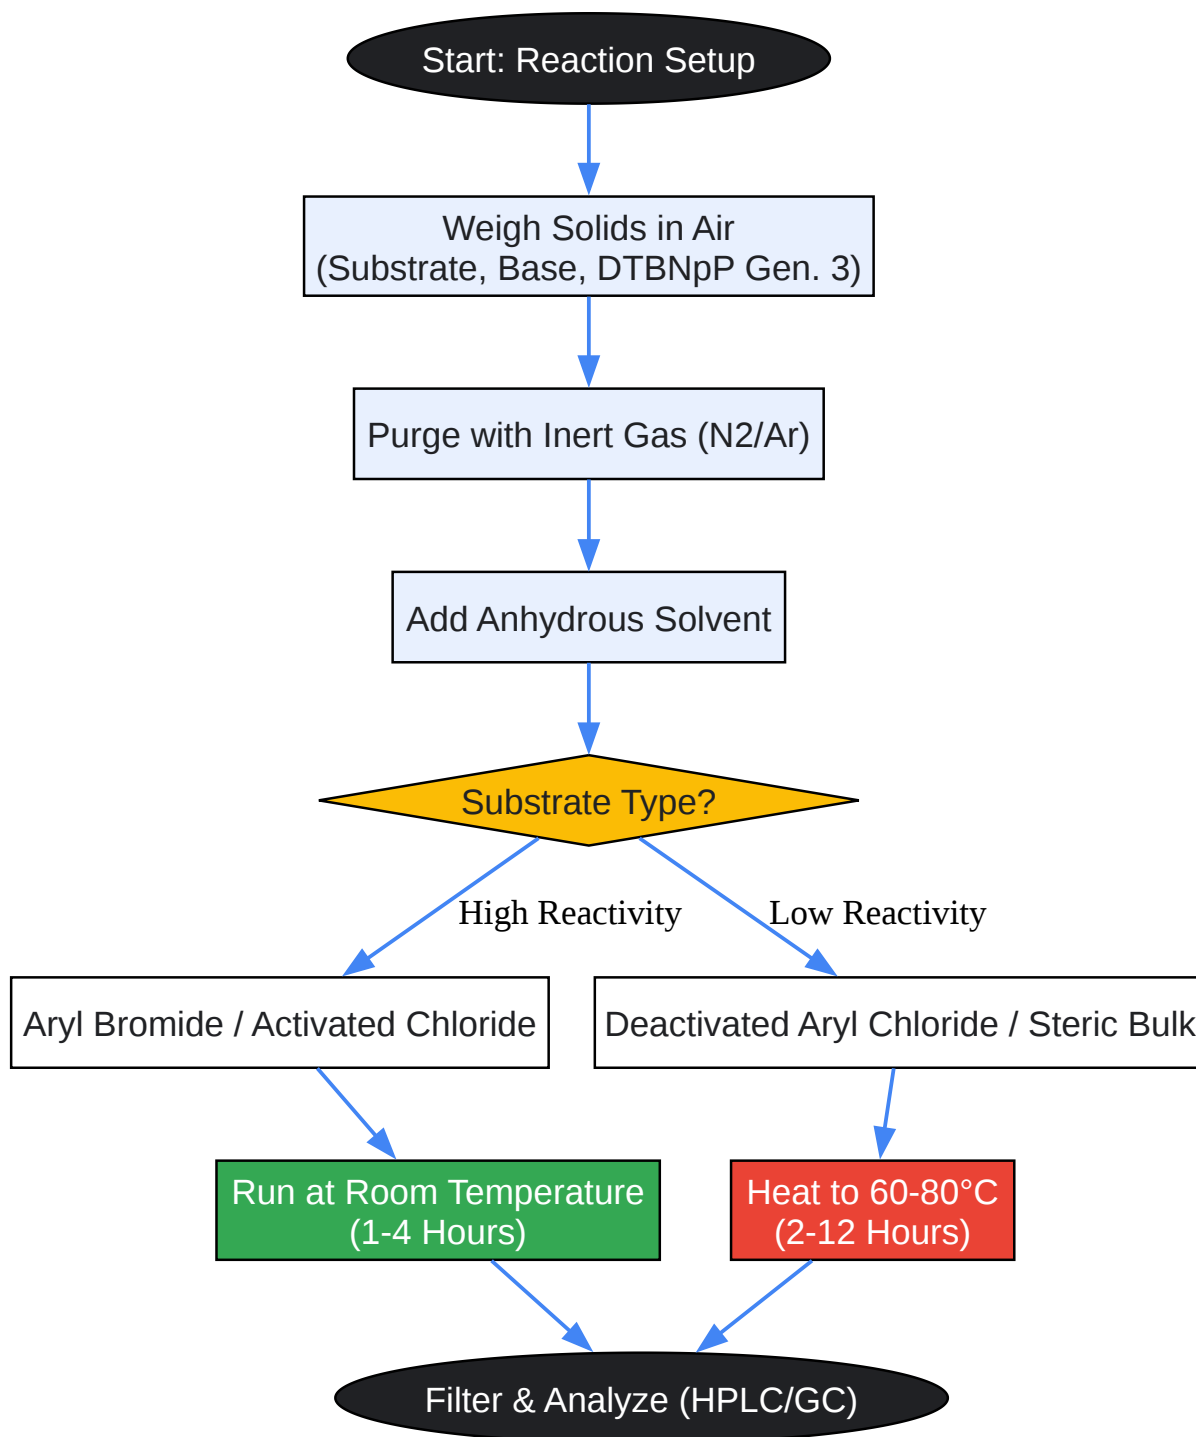 Start: Reaction Setup
Weigh Solids in Air
(Substrate, Base, DTBNpP Gen. 3)
Purge with Inert Gas (N2/Ar)
Add Anhydrous Solvent
Substrate Type?
High Reactivity
Low Reactivity
Aryl Bromide / Activated Chloride
Deactivated Aryl Chloride / Steric Bulk
Run at Room Temperature
(1-4 Hours)
Heat to 60-80°C
(2-12 Hours)
Filter & Analyze (HPLC/GC)